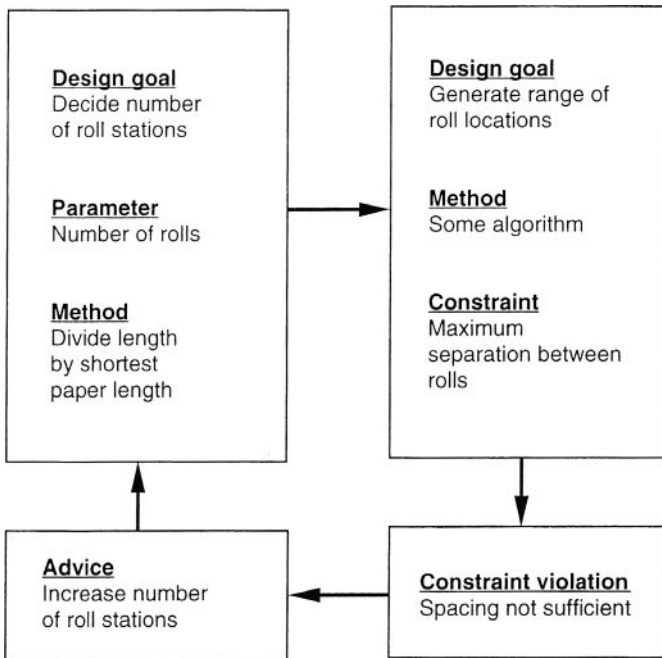 Design goal
Decide number
of roll stations
Parameter
Number of rolls
Method
Divide length
by shortest
paper length
Design goal
Generate range of
roll locations
Method
Some algorithm
Constraint
Maximum
separation between
rolls
Advice
Increase number
of roll stations
Constraint violation
Spacing not sufficient